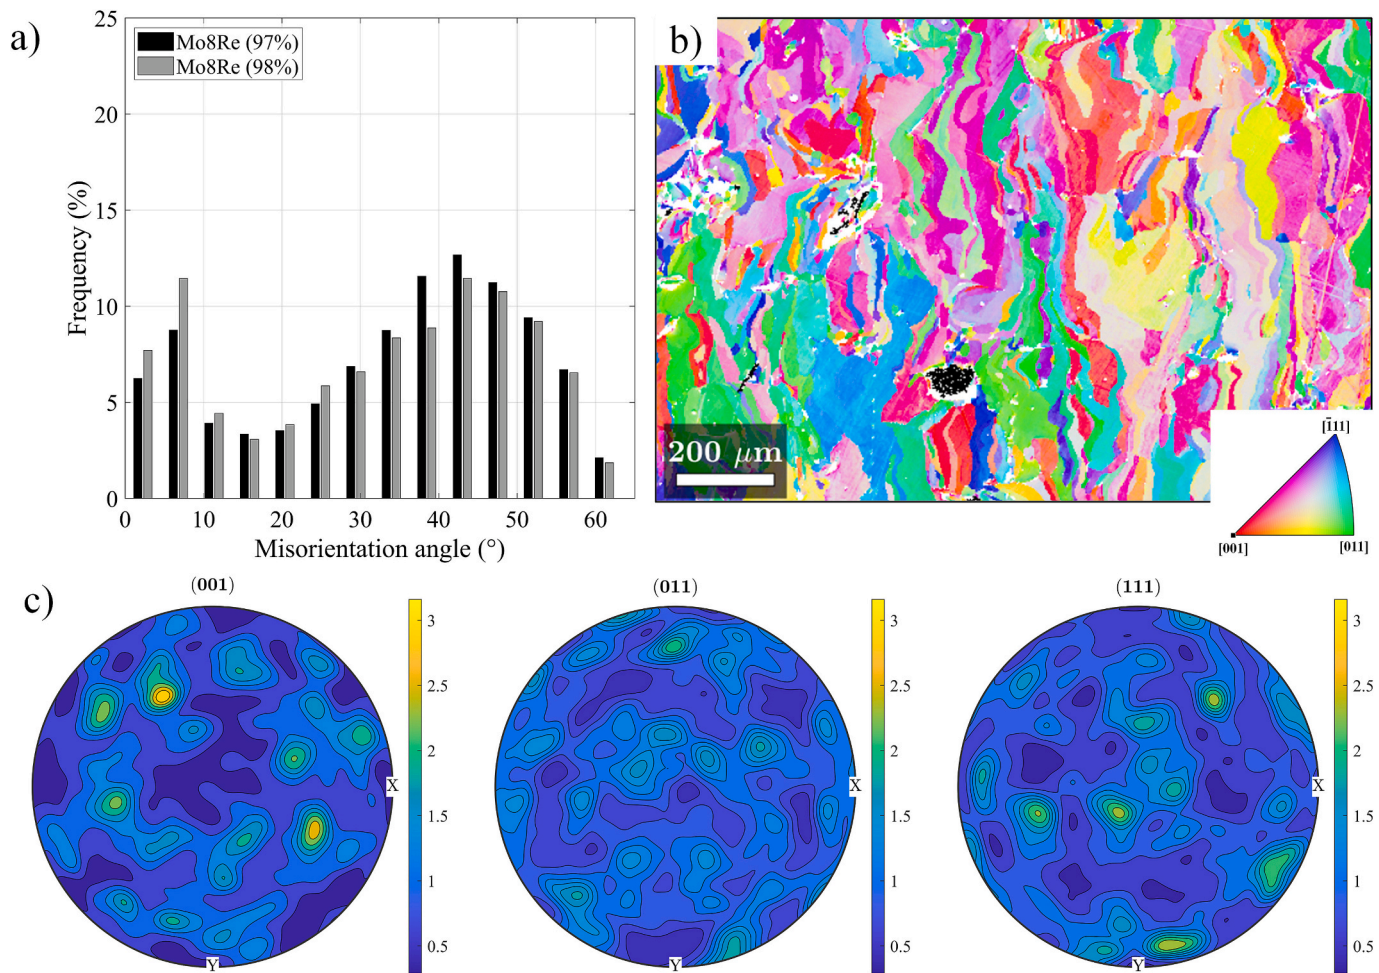 a)
Mo8Re (97%)
Mo8Re (98%)
25
20
15
10
5
0
Frequency (%)
0 10 20 30 40 50 60
Misorientation angle (°)
b)
200 μm
[1̄11]
[001]
[011]
c)
(001)
X
Y
3
2.5
2
1.5
1
0.5
(011)
X
Y
3
2.5
2
1.5
1
0.5
(111)
X
Y
3
2.5
2
1.5
1
0.5